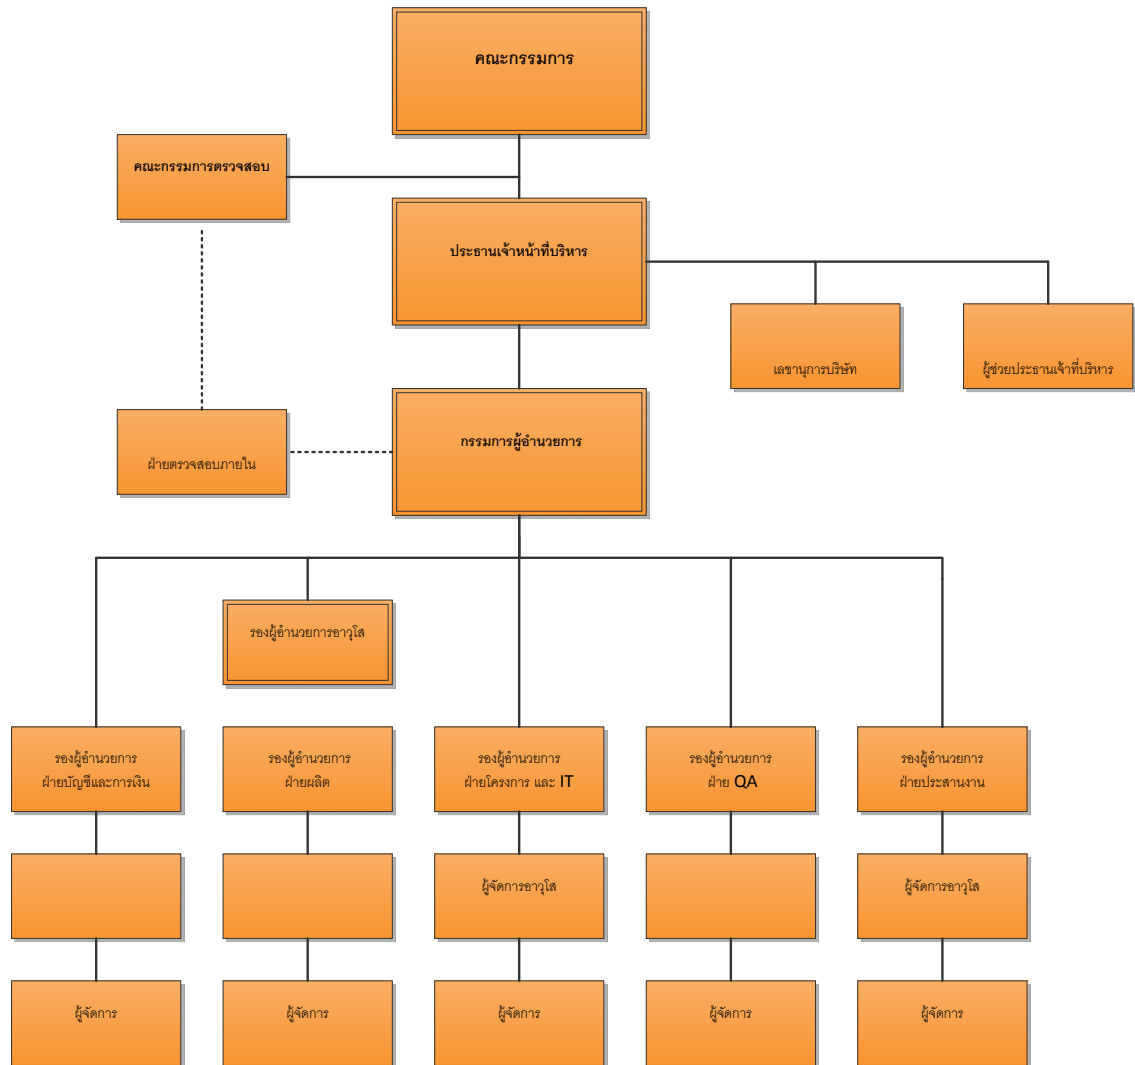 คณะกรรมการ
คณะกรรมการตรวจสอบ
ประธานเจ้าหน้าที่บริหาร
เลขานุการบริษัท
ผู้ช่วยประธานเจ้าที่บริหาร
กรรมการผู้อำนวยการ
ฝ่ายตรวจสอบภายใน
รองผู้อำนวยการอาวุโส
รองผู้อำนวยการ
ฝ่ายบัญชีและการเงิน
รองผู้อำนวยการ
ฝ่ายผลิต
รองผู้อำนวยการ
ฝ่ายโครงการ และ IT
รองผู้อำนวยการ
ฝ่าย QA
รองผู้อำนวยการ
ฝ่ายประสานงาน
ผู้จัดการอาวุโส
ผู้จัดการอาวุโส
ผู้จัดการ
ผู้จัดการ
ผู้จัดการ
ผู้จัดการ
ผู้จัดการ